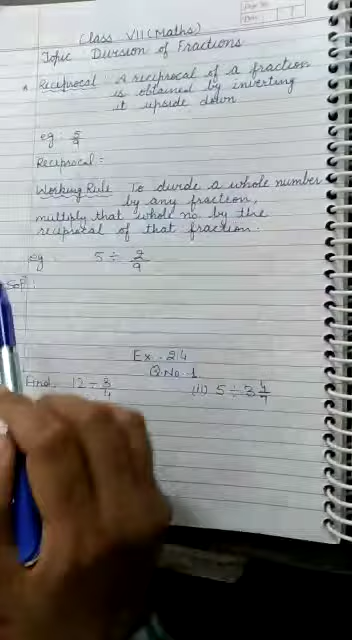 Class VII (Maths)
Topic Division of Fractions
* Reciprocal: A reciprocal of a fraction
is obtained by inverting
it upside down
eg: 5/9
Reciprocal =
Working Rule To divide a whole number
by any fraction,
multiply that whole no. by the
reciprocal of that fraction.
eg 5 ÷ 2/9
Sol:
Ex - 2.4
Q.No. 1
Find. 12 ÷ 3/4 (ii) 5 ÷ 3 4/7